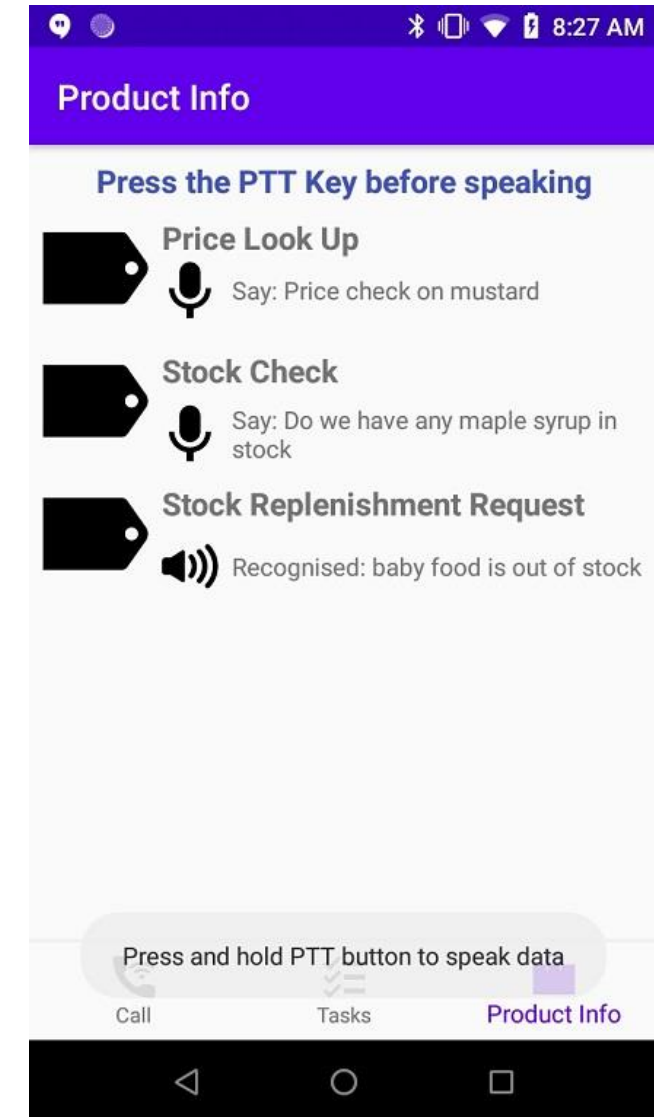 8:27 AM
Product Info
Press the PTT Key before speaking
Price Look Up
Say: Price check on mustard
Stock Check
Say: Do we have any maple syrup in
stock
Stock Replenishment Request
Recognised: baby food is out of stock
Press and hold PTT button to speak data
Call
Tasks
Product Info